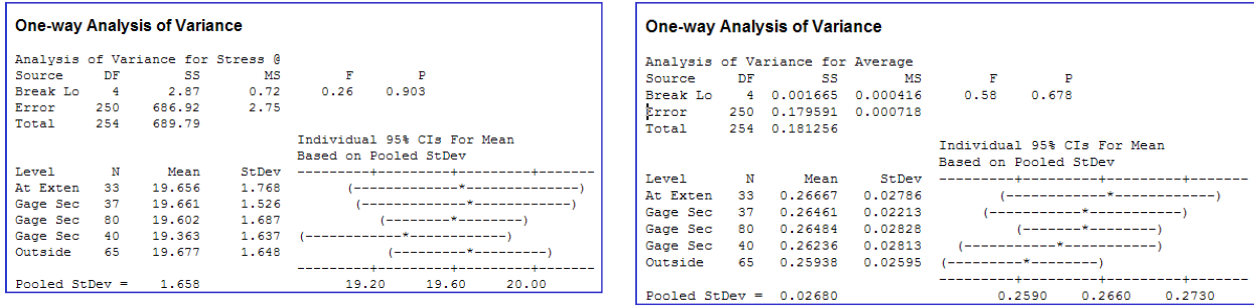 One-way Analysis of Variance
Analysis of Variance for Stress @
Source DF SS MS F P
Break Lo 4 2.87 0.72 0.26 0.903
Error 250 686.92 2.75
Total 254 689.79
Individual 95% CIs For Mean
Based on Pooled StDev
Level N Mean StDev ---------+---------+---------+-------
At Exten 33 19.656 1.768 (-------------*--------------)
Gage Sec 37 19.661 1.526 (-------------*------------)
Gage Sec 80 19.602 1.687 (--------*--------)
Gage Sec 40 19.363 1.637 (------------*------------)
Outside 65 19.677 1.648 (---------*---------)
---------+---------+---------+-------
Pooled StDev = 1.658 19.20 19.60 20.00
One-way Analysis of Variance
Analysis of Variance for Average
Source DF SS MS F P
Break Lo 4 0.001665 0.000416 0.58 0.678
Error 250 0.179591 0.000718
Total 254 0.181256
Individual 95% CIs For Mean
Based on Pooled StDev
Level N Mean StDev ---------+---------+---------+-------
At Exten 33 0.26667 0.02786 (-------------*-------------)
Gage Sec 37 0.26461 0.02213 (------------*------------)
Gage Sec 80 0.26484 0.02828 (-------*--------)
Gage Sec 40 0.26236 0.02813 (------------*------------)
Outside 65 0.25938 0.02595 (---------*---------)
---------+---------+---------+-------
Pooled StDev = 0.02680 0.2590 0.2660 0.2730